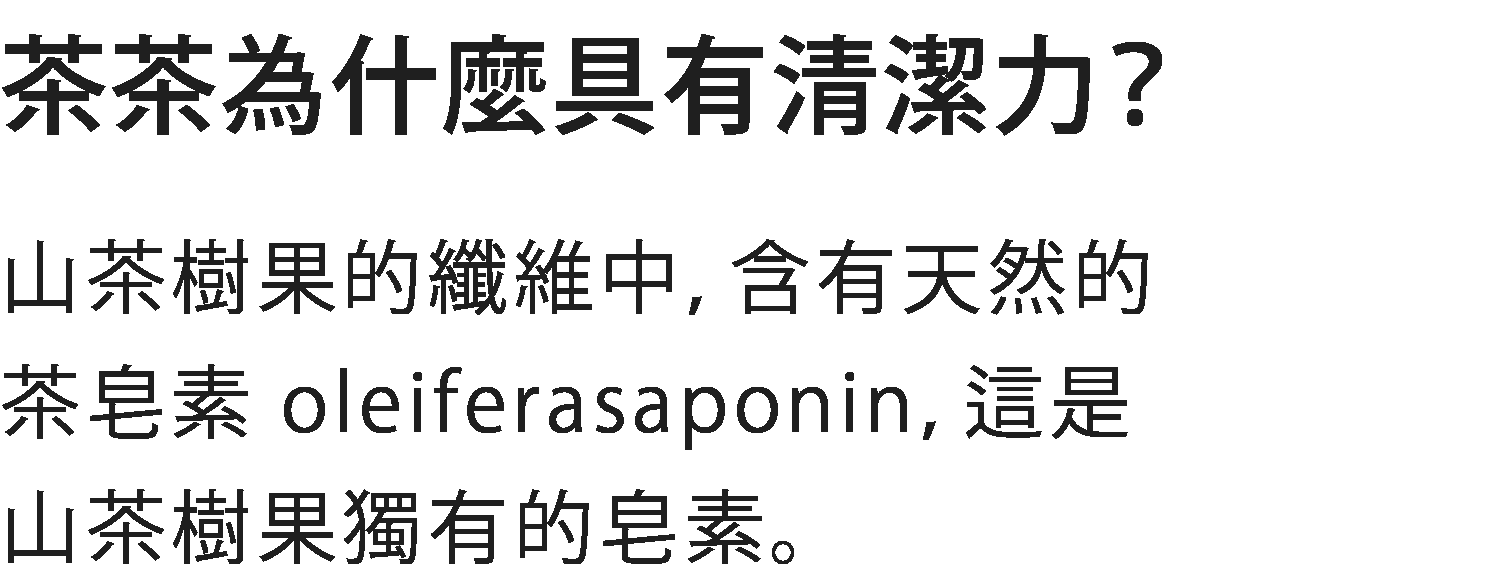 茶茶為什麼具有清潔力？
山茶樹果的纖維中，含有天然的
茶皂素 oleiferasaponin，這是
山茶樹果獨有的皂素。